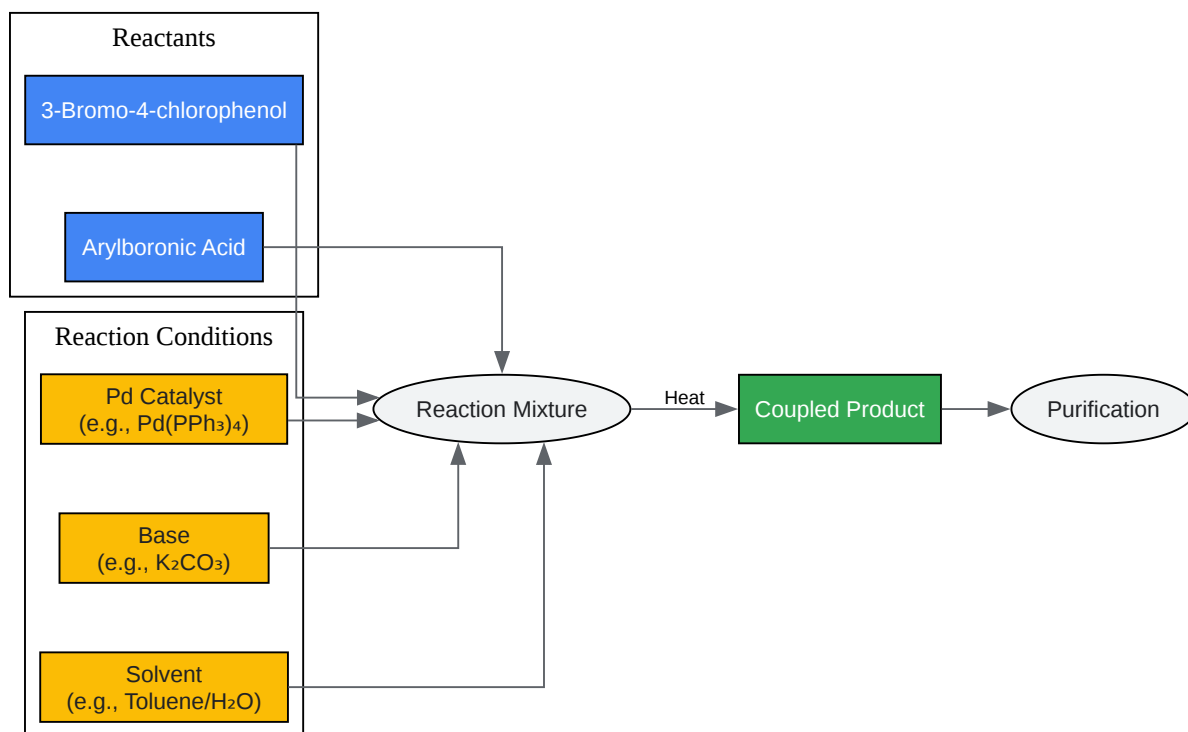 Reactants
3-Bromo-4-chlorophenol
Arylboronic Acid
Reaction Conditions
Pd Catalyst
(e.g., Pd(PPh₃)₄)
Base
(e.g., K₂CO₃)
Solvent
(e.g., Toluene/H₂O)
Reaction Mixture
Heat
Coupled Product
Purification